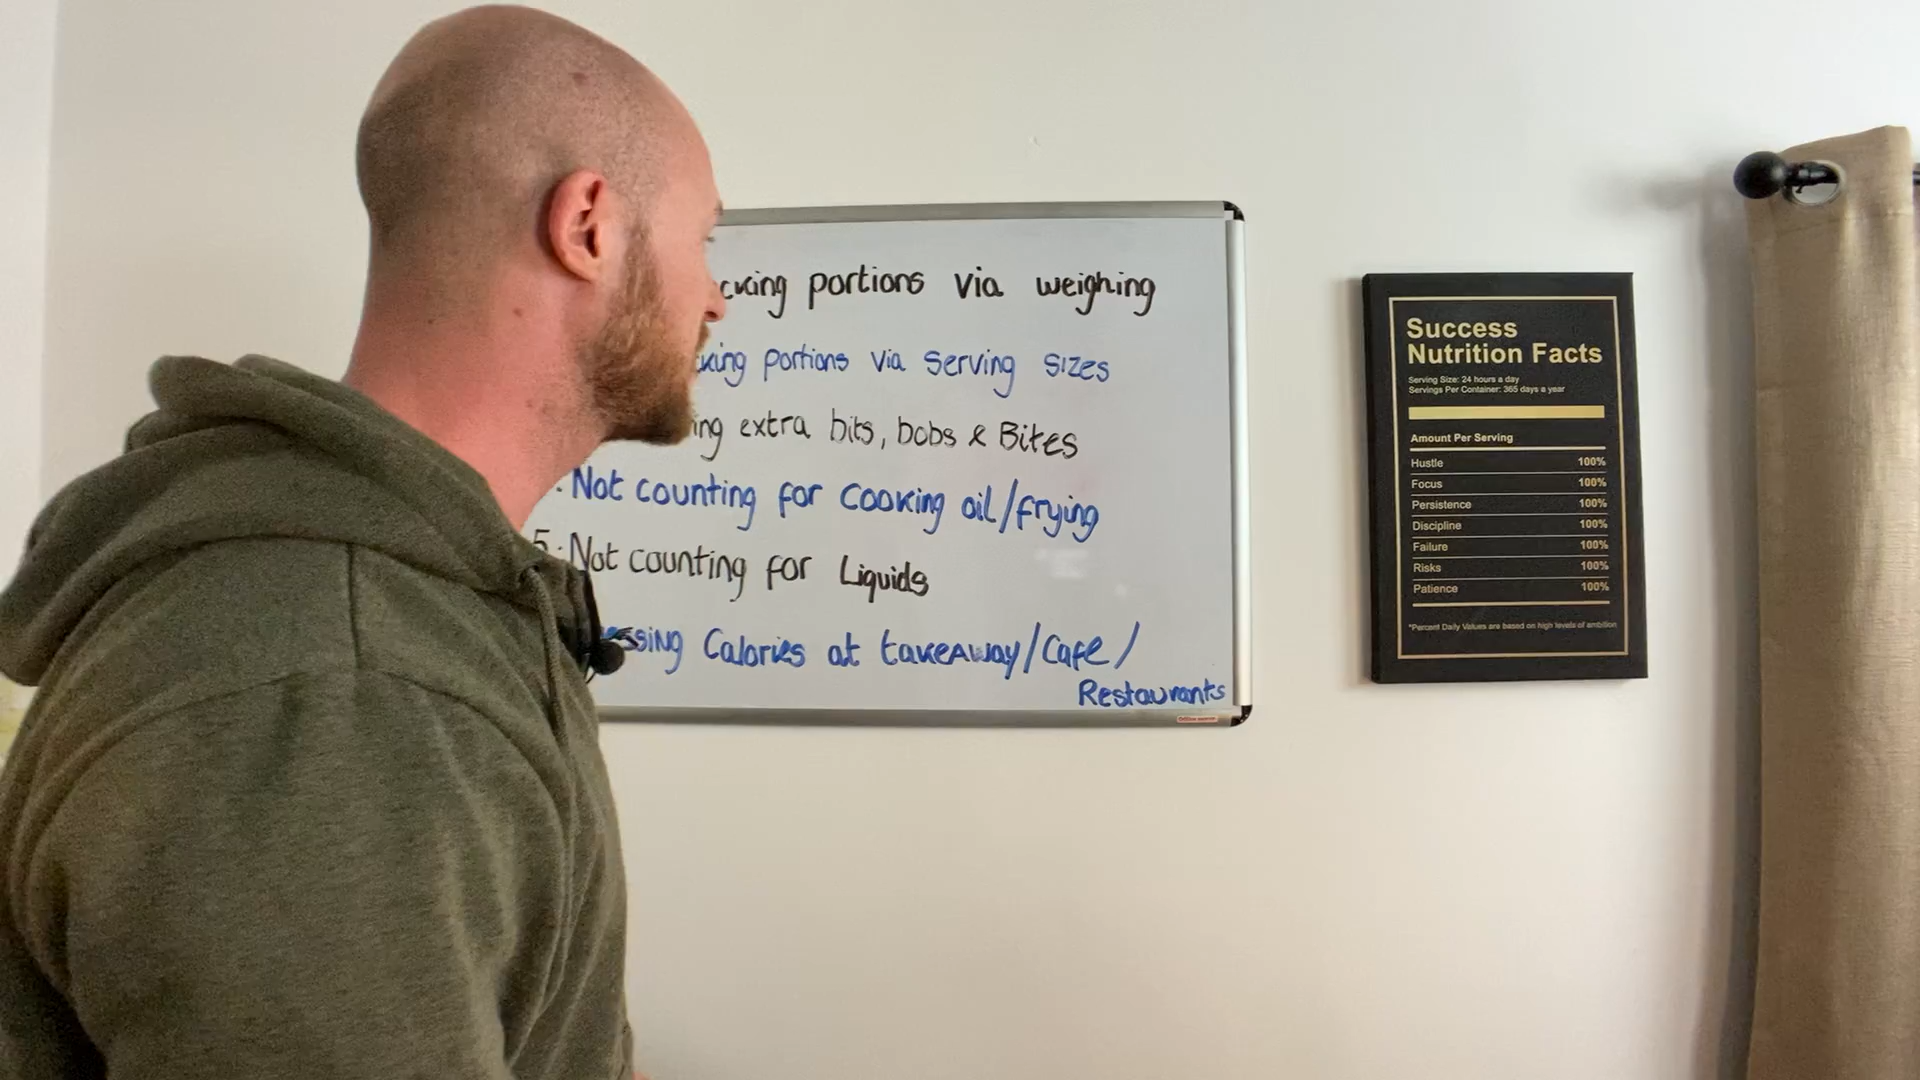 portions via weighing
portions via serving sizes
extra bits, bobs & Bites
Not counting for cooking oil/frying
5. Not counting for Liquids
Calories at takeaway/Cafe/
Restaurants
Success
Nutrition Facts
Serving Size: 24 hours a day
Servings Per Container: 365 days a year
Amount Per Serving
Hustle 100%
Focus 100%
Persistence 100%
Discipline 100%
Failure 100%
Risks 100%
Patience 100%
*Percent Daily Values are based on high levels of ambition